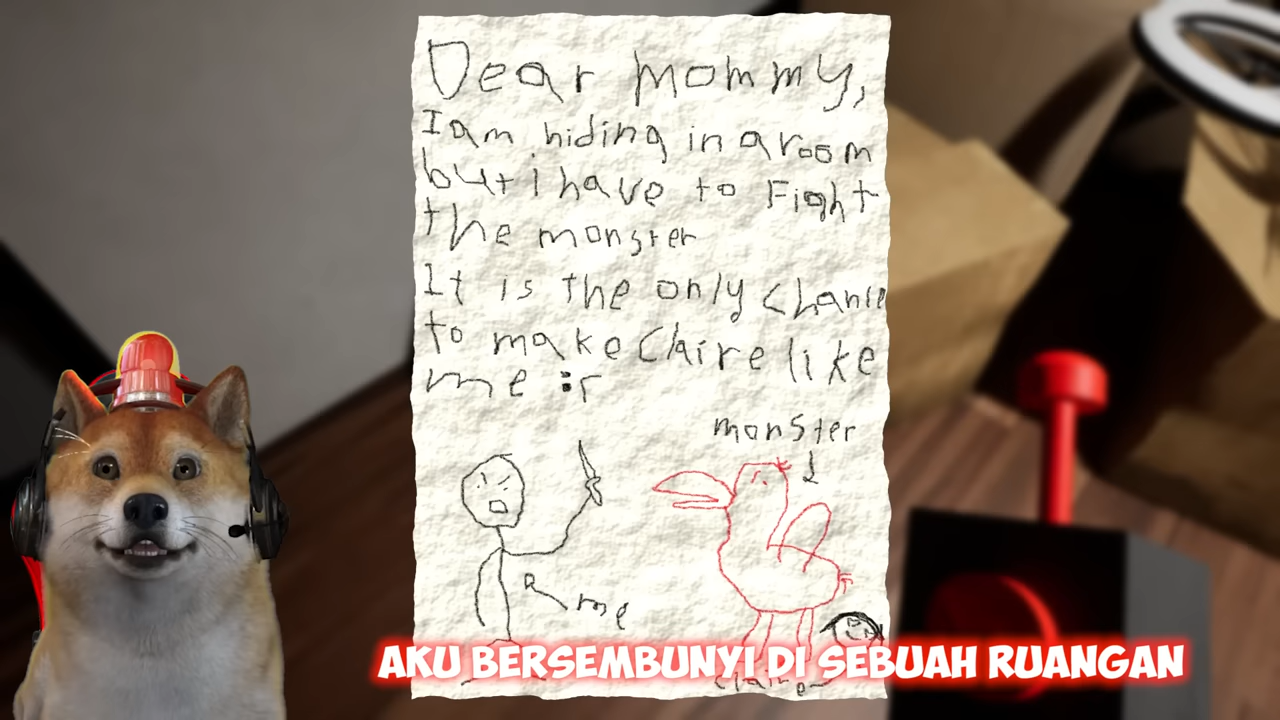 Dear Mommy,
I am hiding in a room
but i have to Fight
the monster
It is the only chance
to make Claire like
me :r
monster
me
AKU BERSEMBUNYI DI SEBUAH RUANGAN
Claire